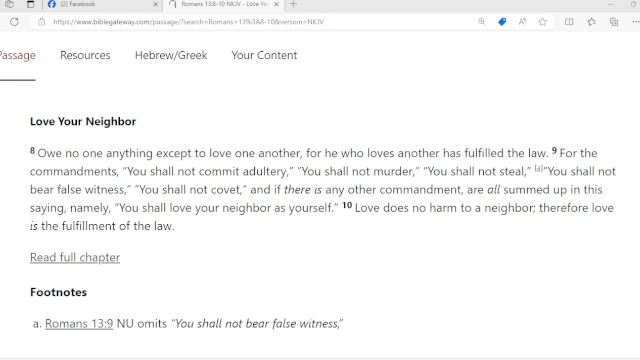 (2) Facebook
Romans 13:8-10 NKJV - Love You
https://www.biblegateway.com/passage/?search=Romans+13%3A8-10&version=NKJV
Passage Resources Hebrew/Greek Your Content
Love Your Neighbor
8 Owe no one anything except to love one another, for he who loves another has fulfilled the law. 9 For the
commandments, “You shall not commit adultery,” “You shall not murder,” “You shall not steal,” [a]“You shall not
bear false witness,” “You shall not covet,” and if there is any other commandment, are all summed up in this
saying, namely, “You shall love your neighbor as yourself.” 10 Love does no harm to a neighbor; therefore love
is the fulfillment of the law.
Read full chapter
Footnotes
a. Romans 13:9 NU omits “You shall not bear false witness,”